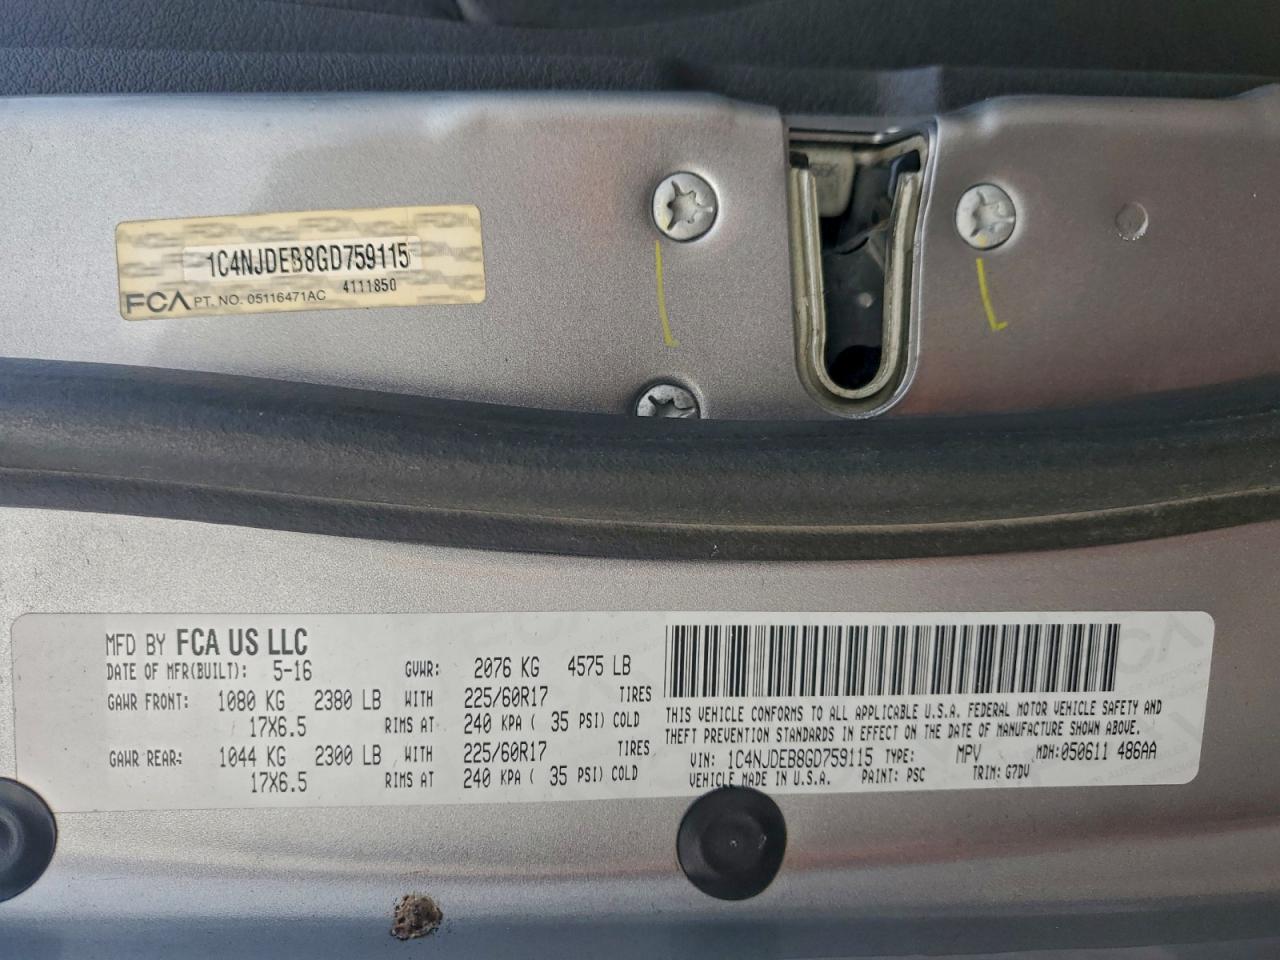 1C4NJDEB8GD759115
4111850
FCA PT. NO. 05116471AC
MFD BY FCA US LLC
DATE OF MFR(BUILT): 5-16 GVWR: 2076 KG 4575 LB
GAWR FRONT: 1080 KG 2380 LB WITH 225/60R17 TIRES
17X6.5 RIMS AT 240 KPA ( 35 PSI) COLD
GAWR REAR: 1044 KG 2300 LB WITH 225/60R17 TIRES
17X6.5 RIMS AT 240 KPA ( 35 PSI) COLD
THIS VEHICLE CONFORMS TO ALL APPLICABLE U.S.A. FEDERAL MOTOR VEHICLE SAFETY AND
THEFT PREVENTION STANDARDS IN EFFECT ON THE DATE OF MANUFACTURE SHOWN ABOVE.
VIN: 1C4NJDEB8GD759115 TYPE: MPV MDH: 050611 486AA
VEHICLE MADE IN U.S.A. PAINT: PSC TRIM: G7DV